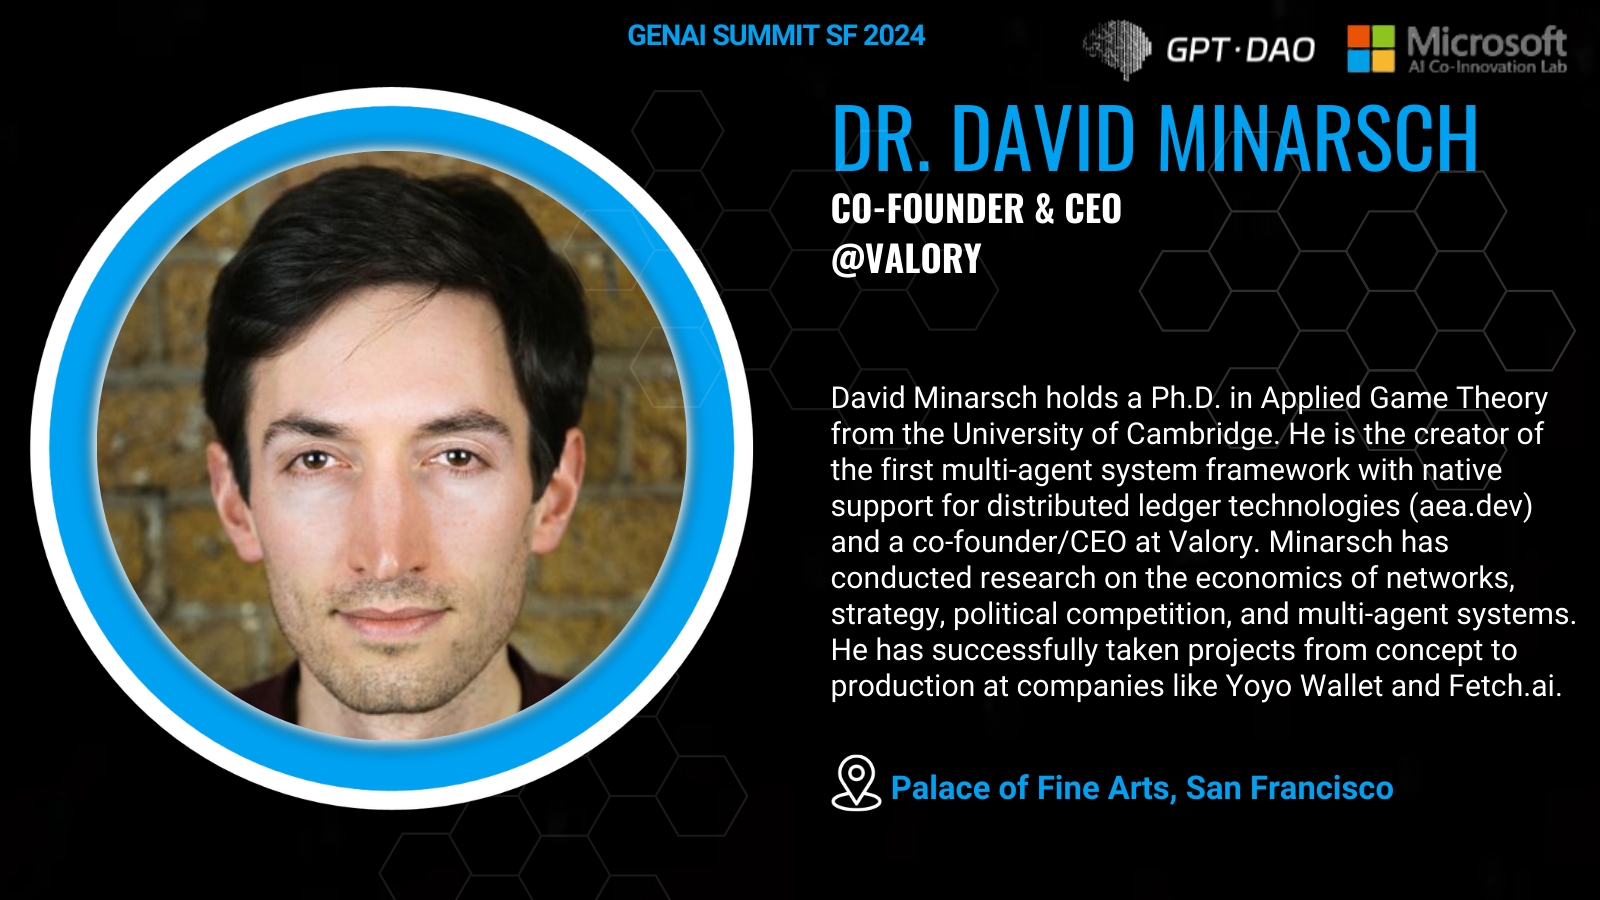 GENAI SUMMIT SF 2024
GPT·DAO
Microsoft
AI Co-Innovation Lab
DR. DAVID MINARSCH
CO-FOUNDER & CEO
@VALORY
David Minarsch holds a Ph.D. in Applied Game Theory
from the University of Cambridge. He is the creator of
the first multi-agent system framework with native
support for distributed ledger technologies (aea.dev)
and a co-founder/CEO at Valory. Minarsch has
conducted research on the economics of networks,
strategy, political competition, and multi-agent systems.
He has successfully taken projects from concept to
production at companies like Yoyo Wallet and Fetch.ai.
Palace of Fine Arts, San Francisco